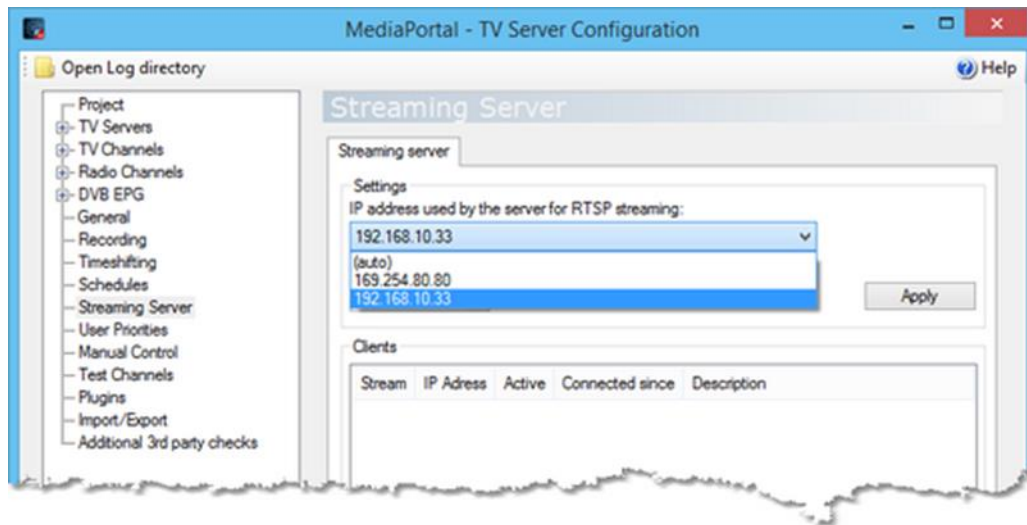 MediaPortal - TV Server Configuration
Open Log directory
Help
Project
TV Servers
TV Channels
Radio Channels
DVB EPG
General
Recording
Timeshifting
Schedules
Streaming Server
User Priorities
Manual Control
Test Channels
Plugins
Import/Export
Additional 3rd party checks
Streaming Server
Streaming server
Settings
IP address used by the server for RTSP streaming:
192.168.10.33
(auto)
169.254.80.80
192.168.10.33
Apply
Clients
Stream IP Adress Active Connected since Description